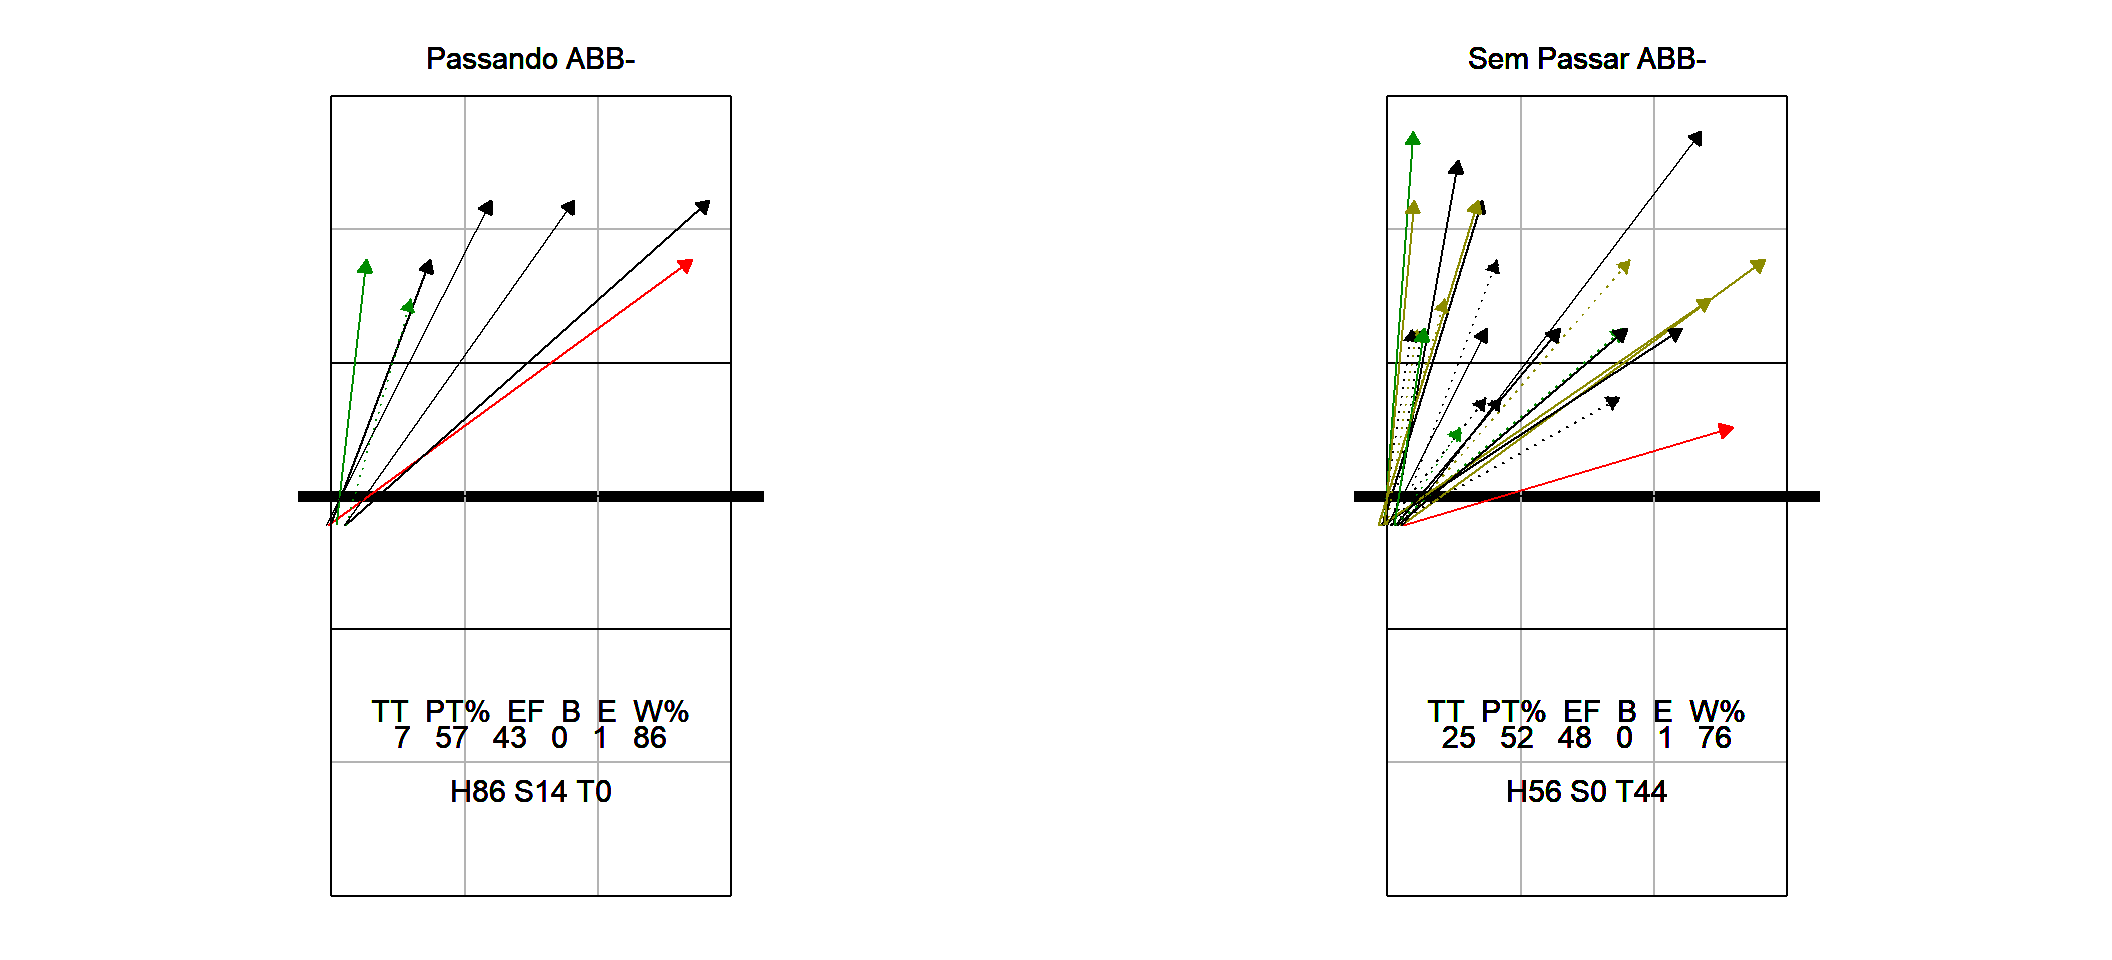 Passando ABB-
TT PT% EF B E W%
7 57 43 0 1 86
H86 S14 T0
Sem Passar ABB-
TT PT% EF B E W%
25 52 48 0 1 76
H56 S0 T44